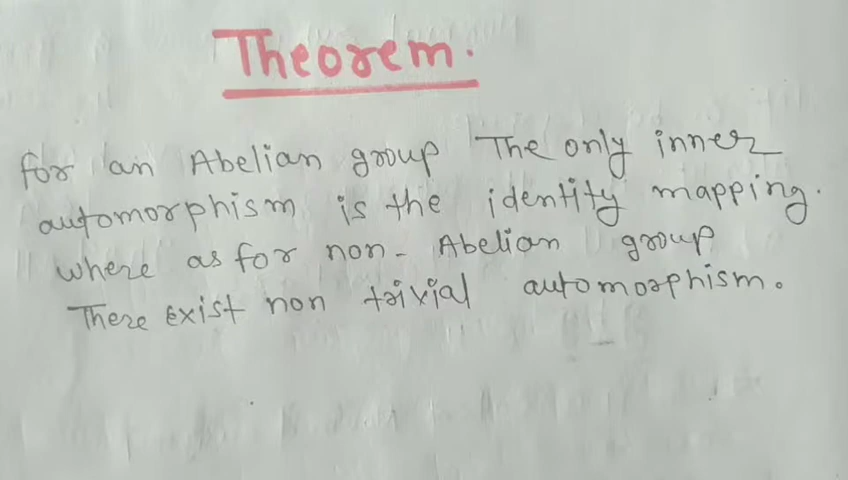 Theorem.
for an Abelian group The only inner
automorphism is the identity mapping.
where as for non- Abelian group
There Exist non trivial automorphism.